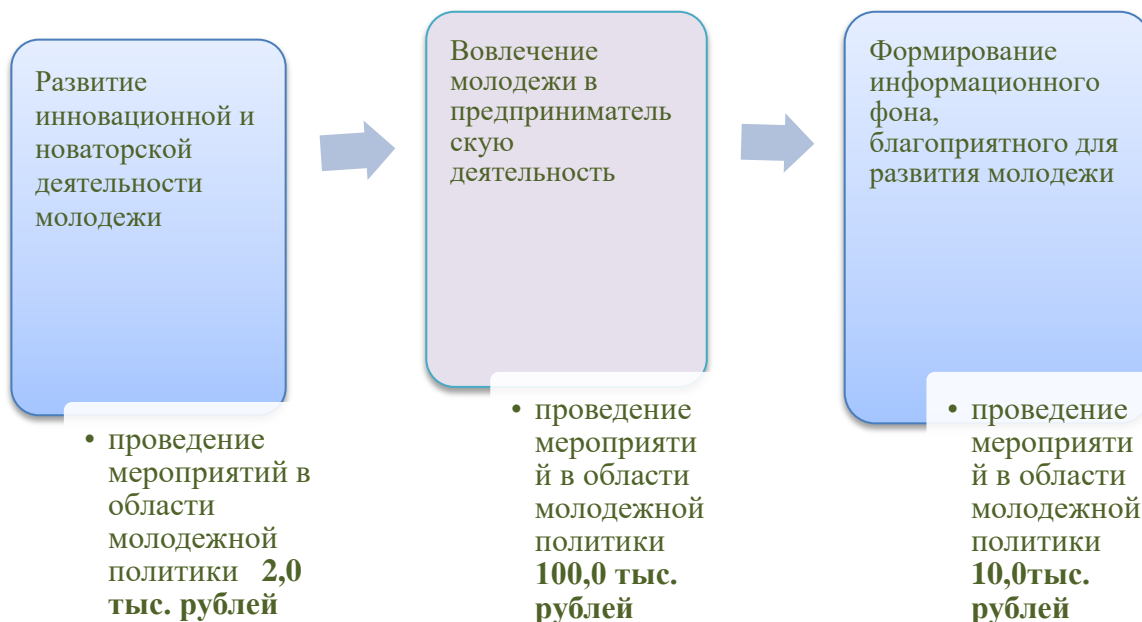 Развитие
инновационной и
новаторской
деятельности
молодежи
• проведение
мероприятий в
области
молодежной
политики 2,0
тыс. рублей
Вовлечение
молодежи в
предприниматель
скую
деятельность
• проведение
мероприяти
й в области
молодежной
политики
100,0 тыс.
рублей
Формирование
информационного
фона,
благоприятного для
развития молодежи
• проведение
мероприяти
й в области
молодежной
политики
10,0тыс.
рублей